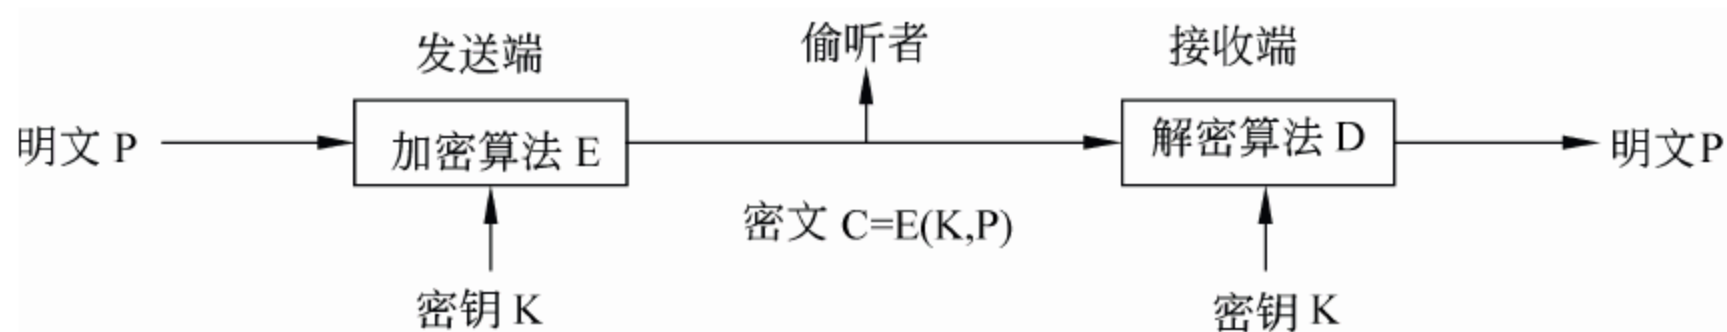 发送端
偷听者
接收端
明文 P
加密算法 E
解密算法 D
明文P
密文 C=E(K,P)
密钥 K
密钥 K